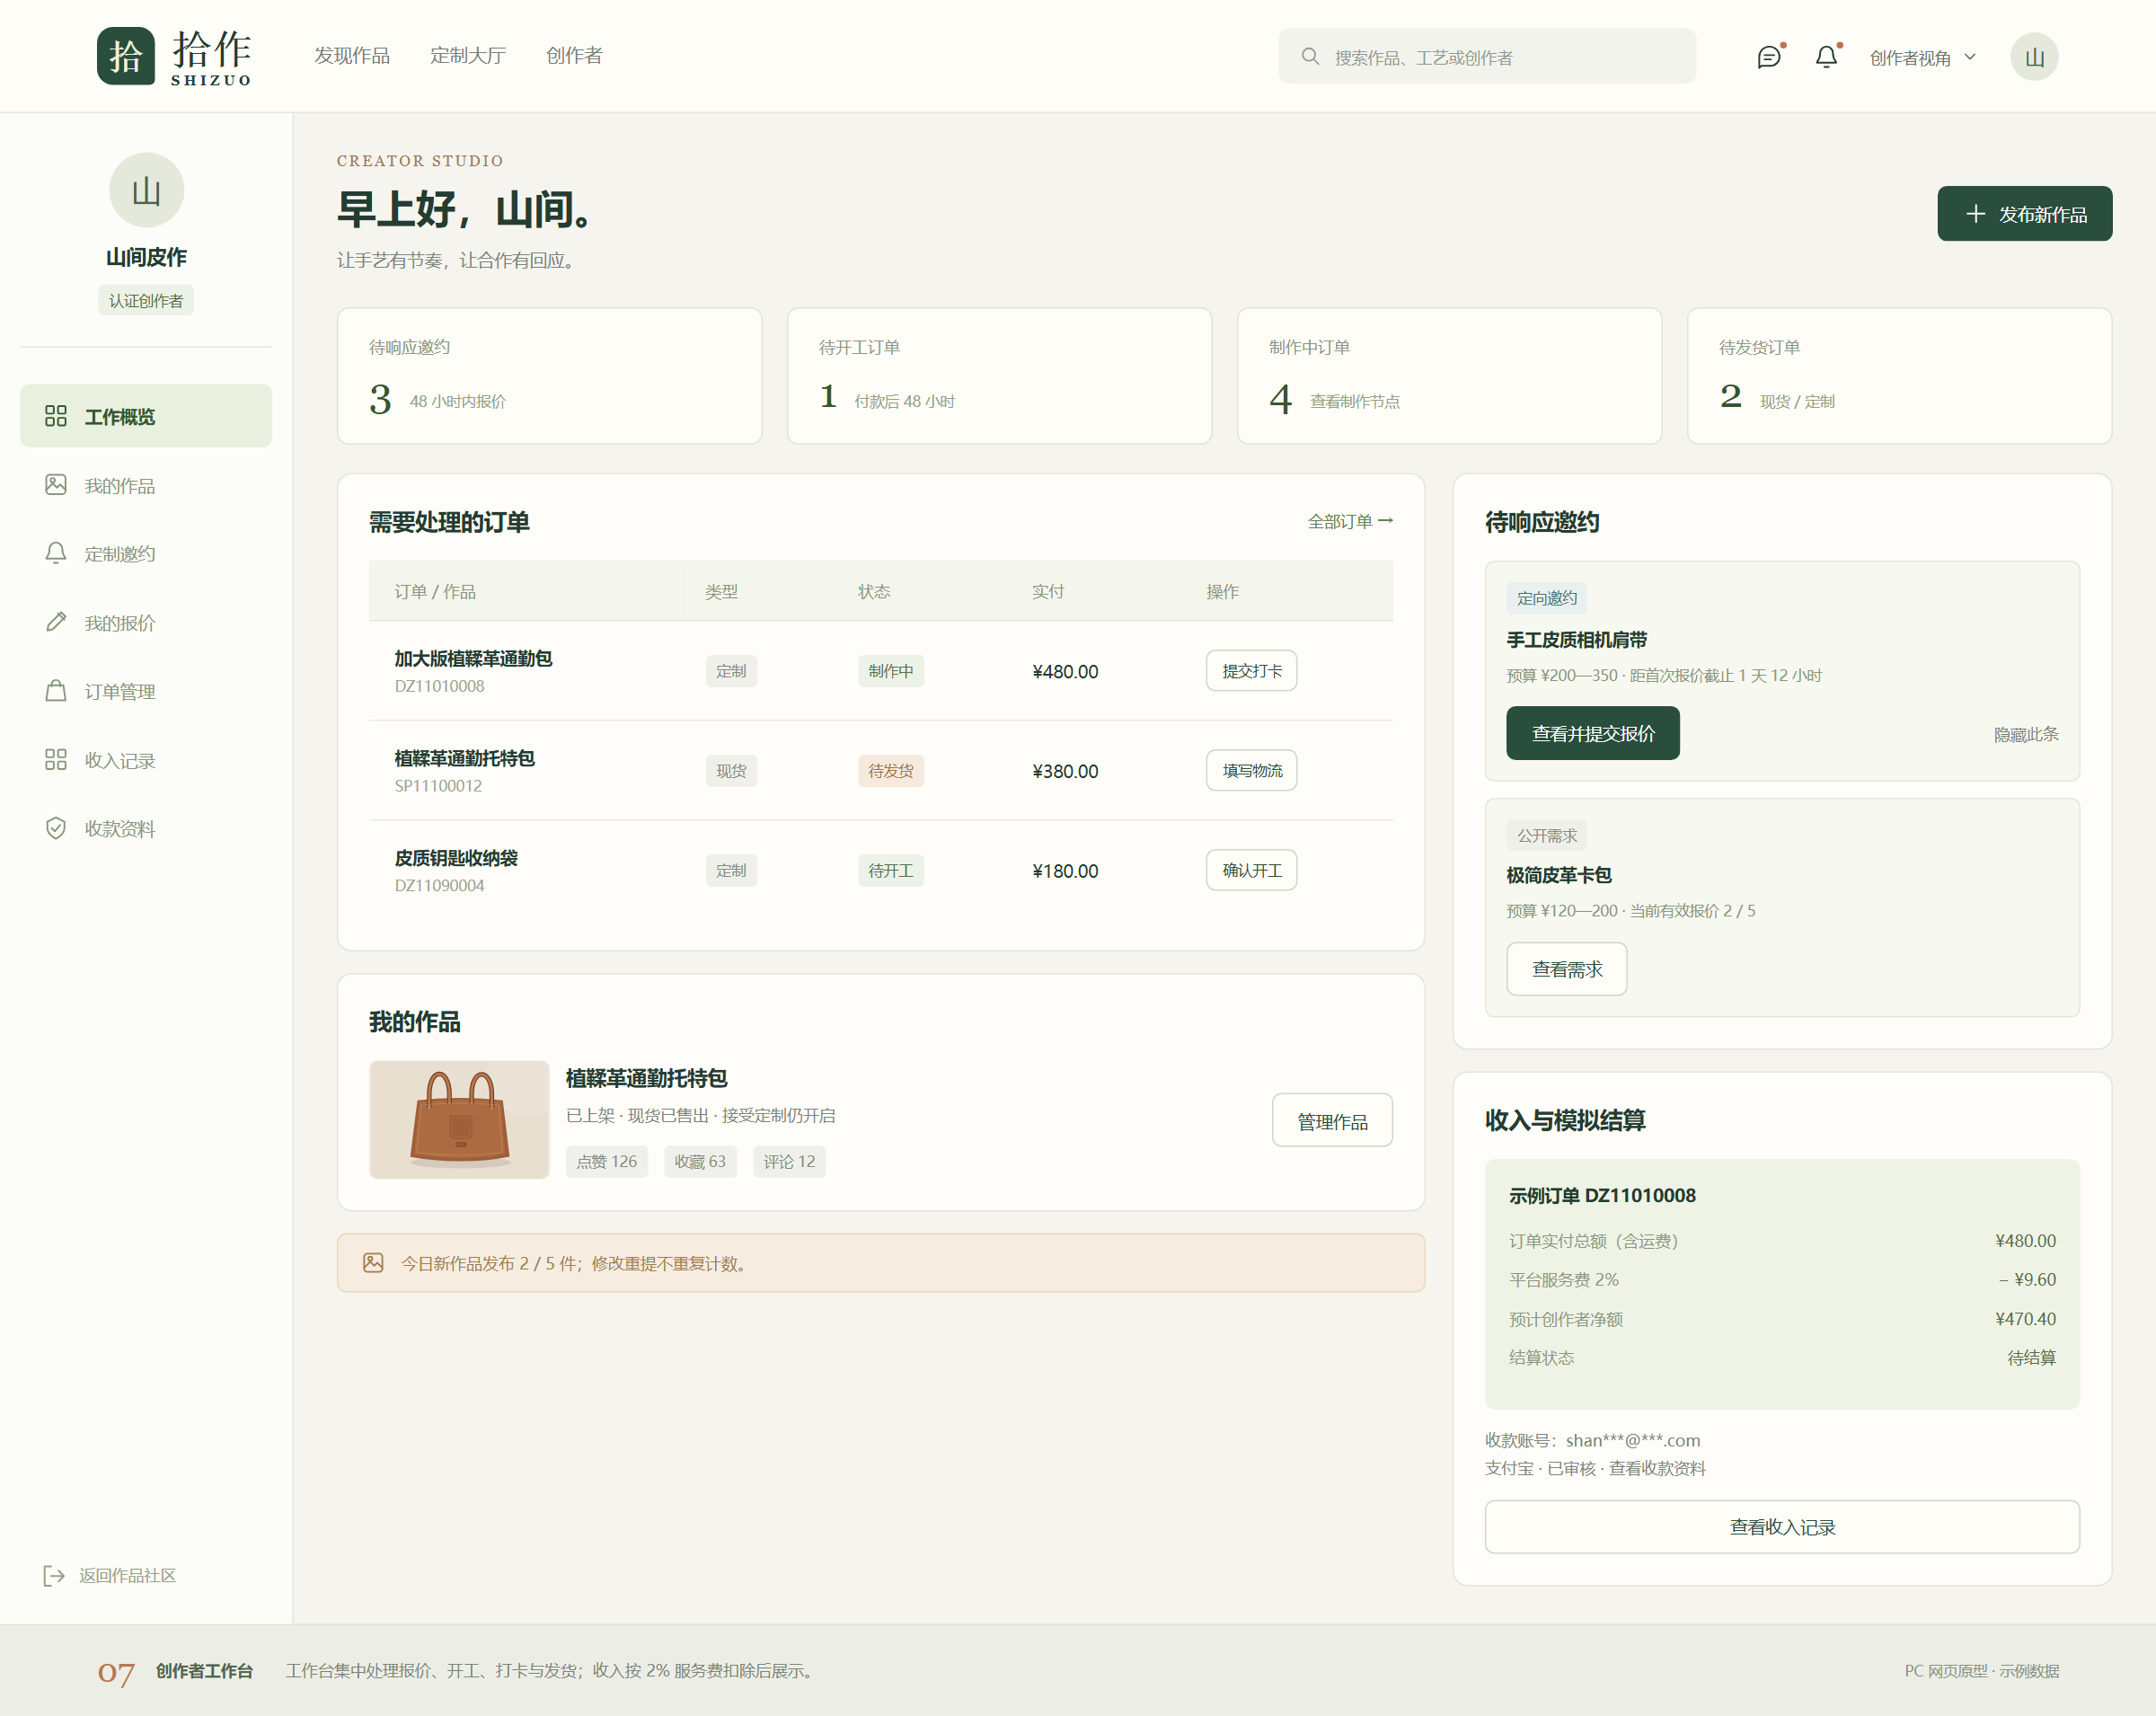 拾 拾作
SHIZUO
发现作品 定制大厅 创作者
搜索作品、工艺或创作者
创作者视角
山
山
山间皮作
认证创作者
工作概览
我的作品
定制邀约
我的报价
订单管理
收入记录
收款资料
返回作品社区
CREATOR STUDIO
早上好，山间。
让手艺有节奏，让合作有回应。
发布新作品
待响应邀约
3 48 小时内报价
待开工订单
1 付款后 48 小时
制作中订单
4 查看制作节点
待发货订单
2 现货 / 定制
需要处理的订单
全部订单 →
订单 / 作品 类型 状态 实付 操作
加大版植鞣革通勤包
DZ11010008
定制 制作中 ¥480.00 提交打卡
植鞣革通勤托特包
SP11100012
现货 待发货 ¥380.00 填写物流
皮质钥匙收纳袋
DZ11090004
定制 待开工 ¥180.00 确认开工
我的作品
植鞣革通勤托特包
已上架 · 现货已售出 · 接受定制仍开启
点赞 126 收藏 63 评论 12
管理作品
今日新作品发布 2 / 5 件；修改重提不重复计数。
待响应邀约
定向邀约
手工皮质相机肩带
预算 ¥200—350 · 距首次报价截止 1 天 12 小时
查看并提交报价 隐藏此条
公开需求
极简皮革卡包
预算 ¥120—200 · 当前有效报价 2 / 5
查看需求
收入与模拟结算
示例订单 DZ11010008
订单实付总额（含运费） ¥480.00
平台服务费 2% − ¥9.60
预计创作者净额 ¥470.40
结算状态 待结算
收款账号：shan***@***.com
支付宝 · 已审核 · 查看收款资料
查看收入记录
07 创作者工作台 工作台集中处理报价、开工、打卡与发货；收入按 2% 服务费扣除后展示。
PC 网页原型 · 示例数据